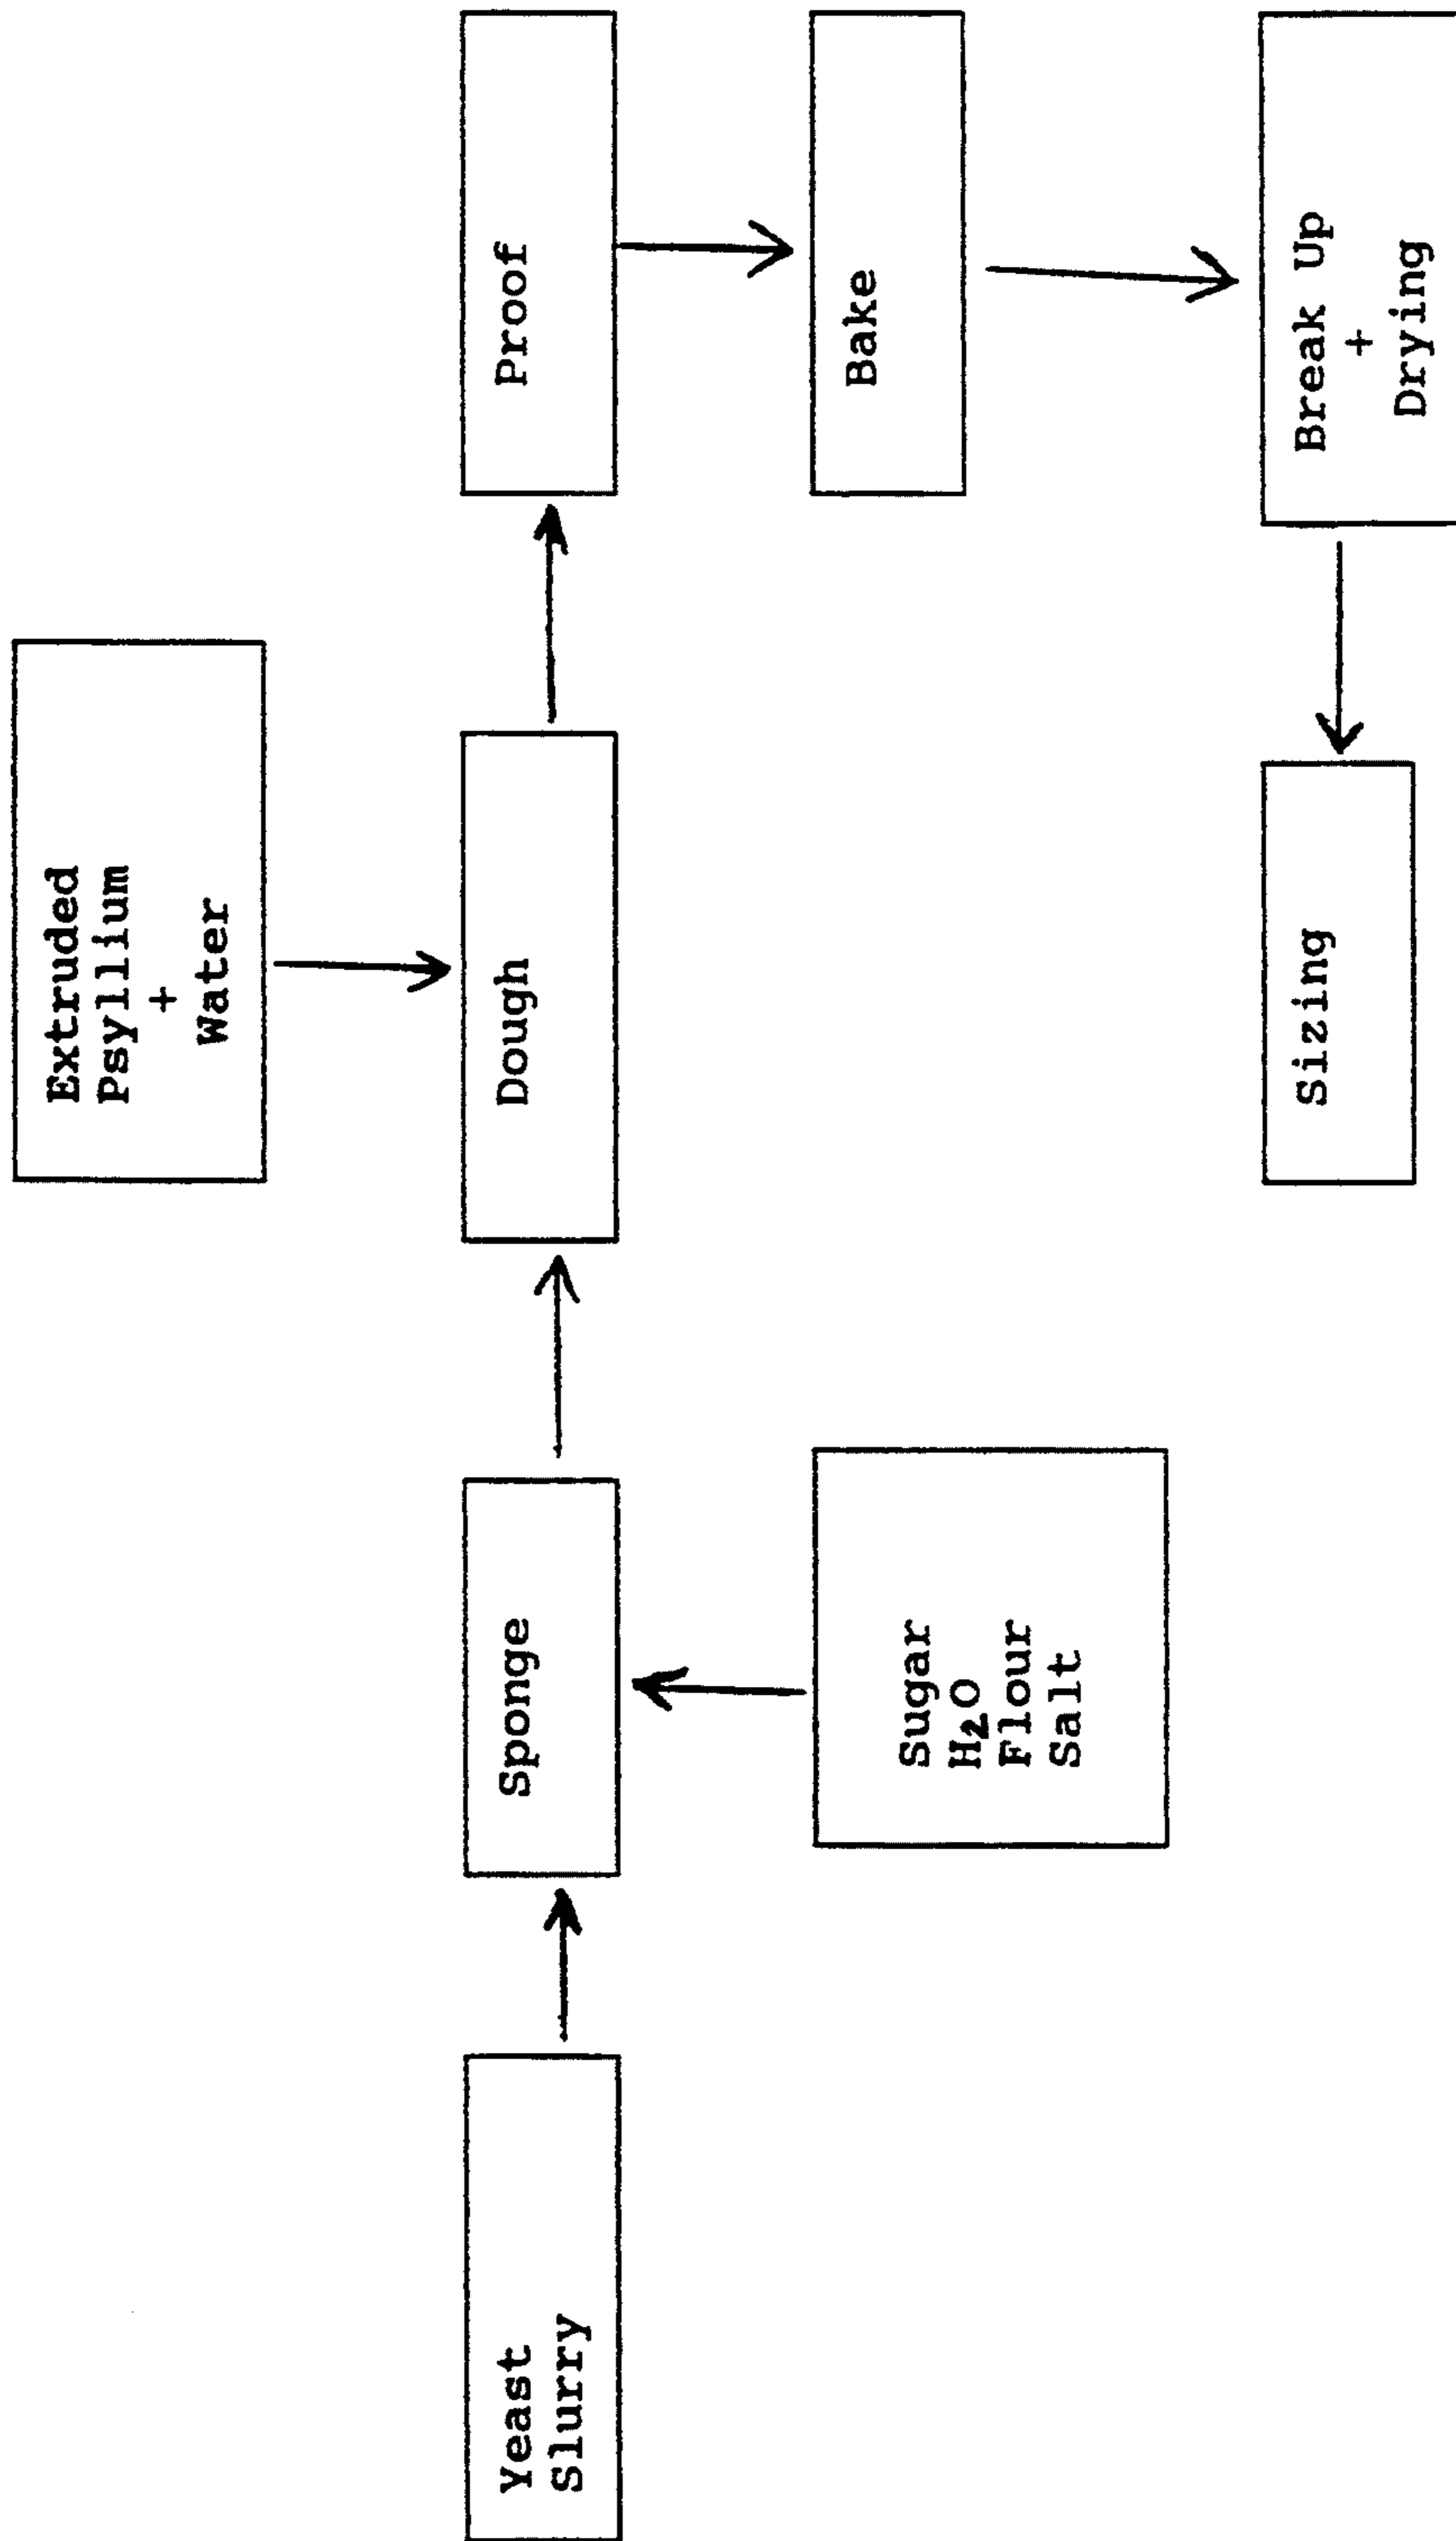 Yeast
Slurry
Sponge
Sugar
H₂O
Flour
Salt
Extruded
Psyllium
+
Water
Dough
Proof
Bake
Break Up
+
Drying
Sizing